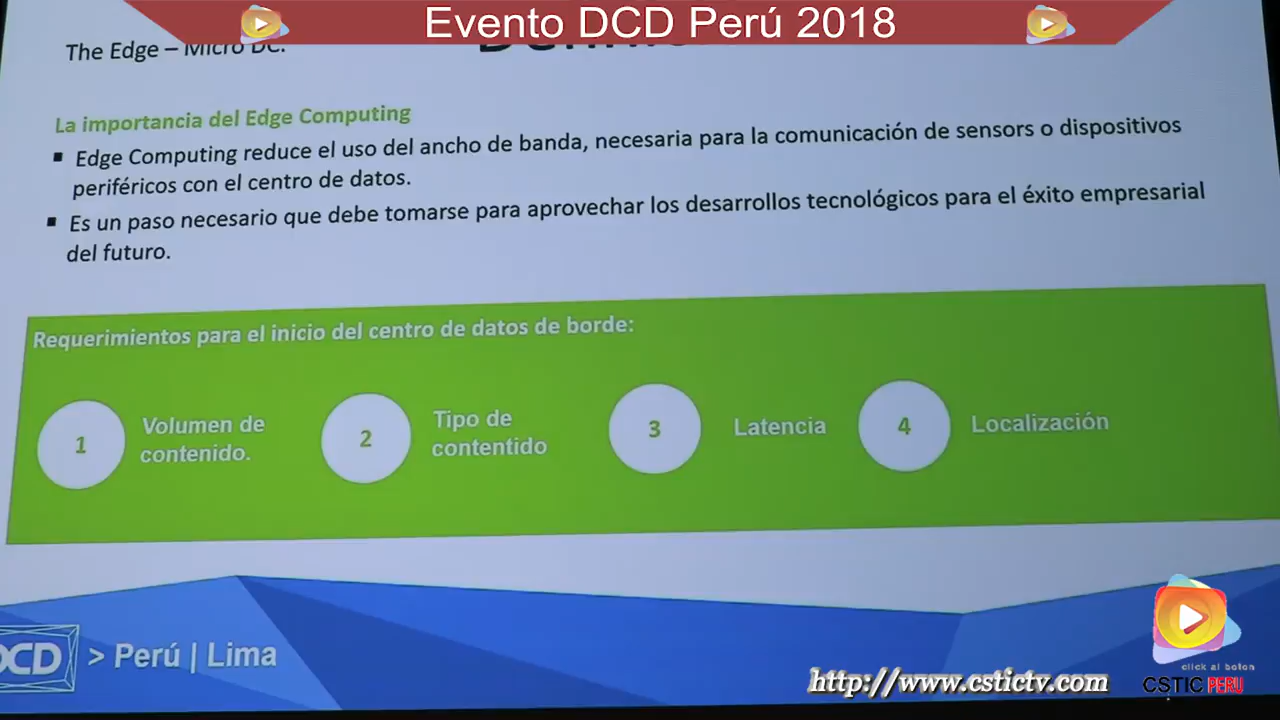 Evento DCD Perú 2018
The Edge – Micro DC.
La importancia del Edge Computing
▪ Edge Computing reduce el uso del ancho de banda, necesaria para la comunicación de sensors o dispositivos
periféricos con el centro de datos.
▪ Es un paso necesario que debe tomarse para aprovechar los desarrollos tecnológicos para el éxito empresarial
del futuro.
Requerimientos para el inicio del centro de datos de borde:
1 Volumen de
contenido.
2 Tipo de
contentido
3 Latencia
4 Localización
DCD > Perú | Lima
http://www.cstictv.com
click al boton
CSTIC PERU